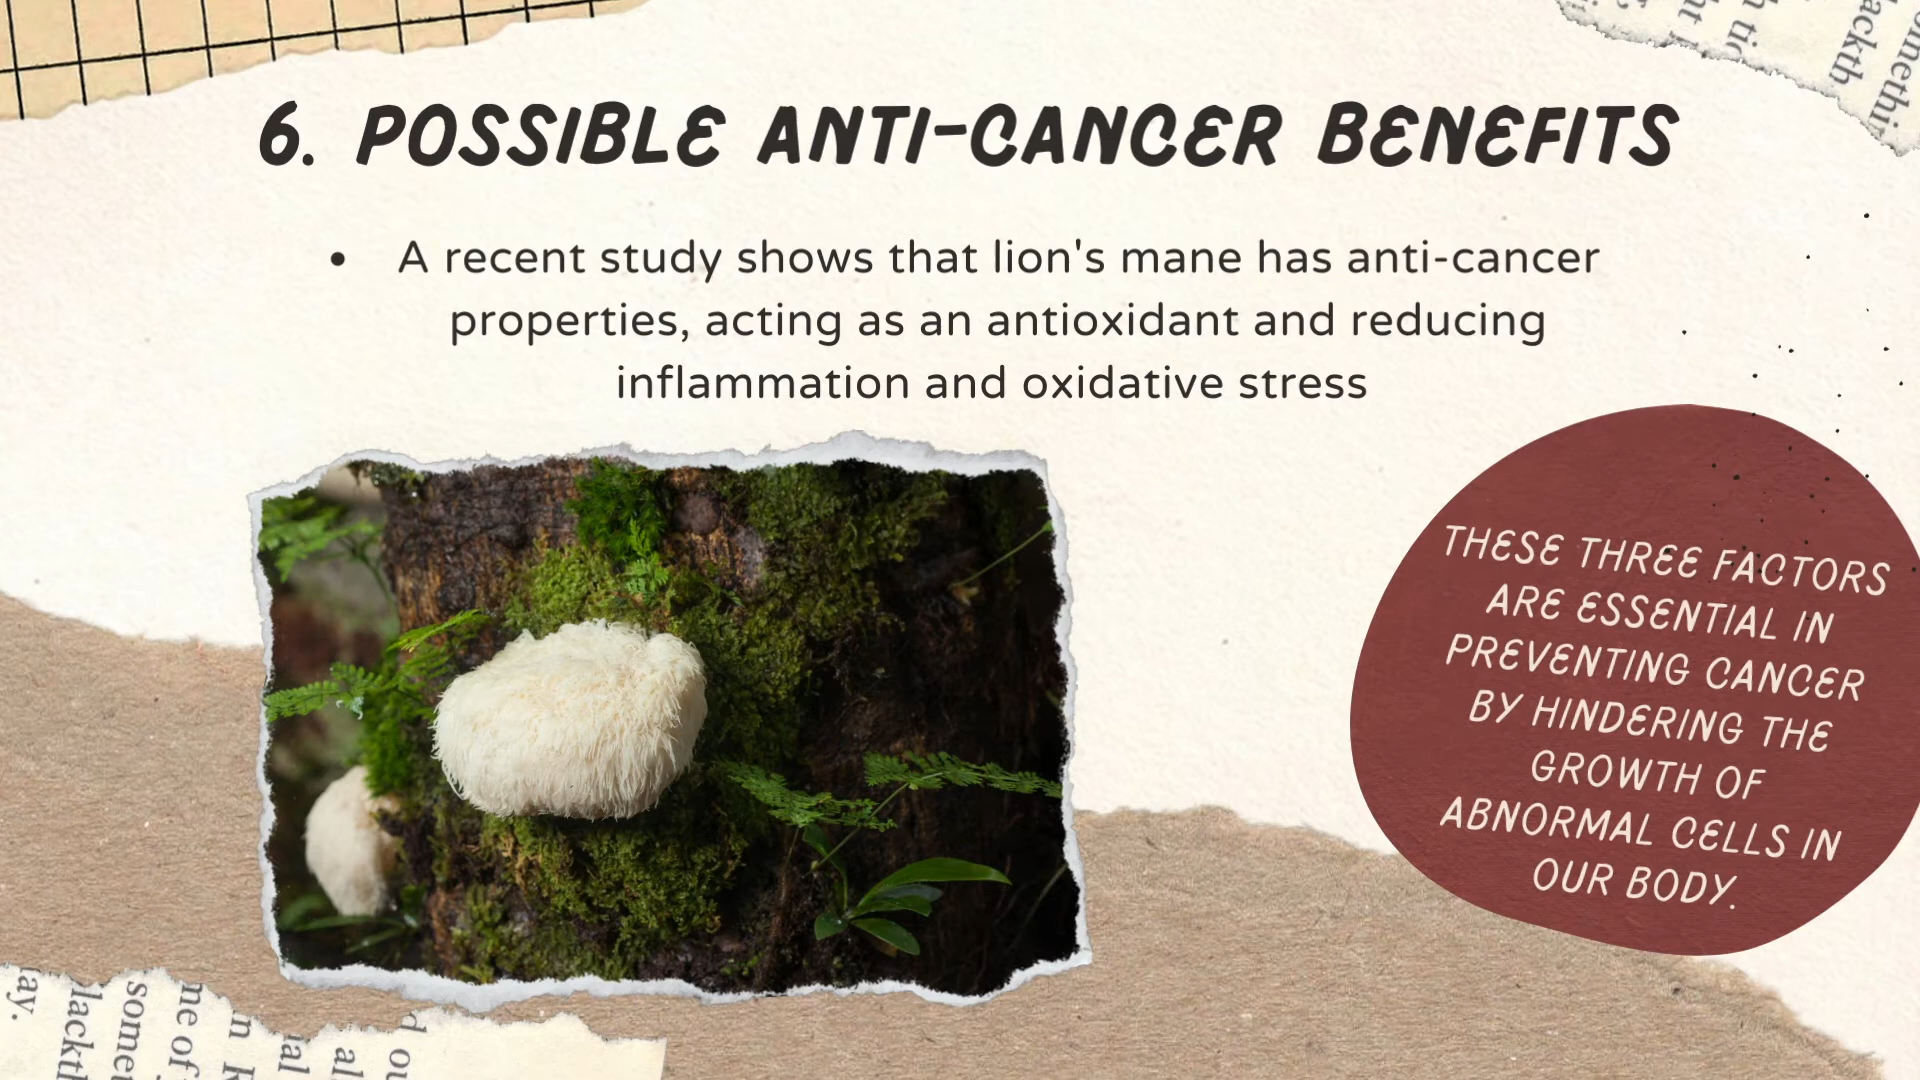 6. POSSIBLE ANTI-CANCER BENEFITS
• A recent study shows that lion's mane has anti-cancer
properties, acting as an antioxidant and reducing
inflammation and oxidative stress
THESE THREE FACTORS
ARE ESSENTIAL IN
PREVENTING CANCER
BY HINDERING THE
GROWTH OF
ABNORMAL CELLS IN
OUR BODY.